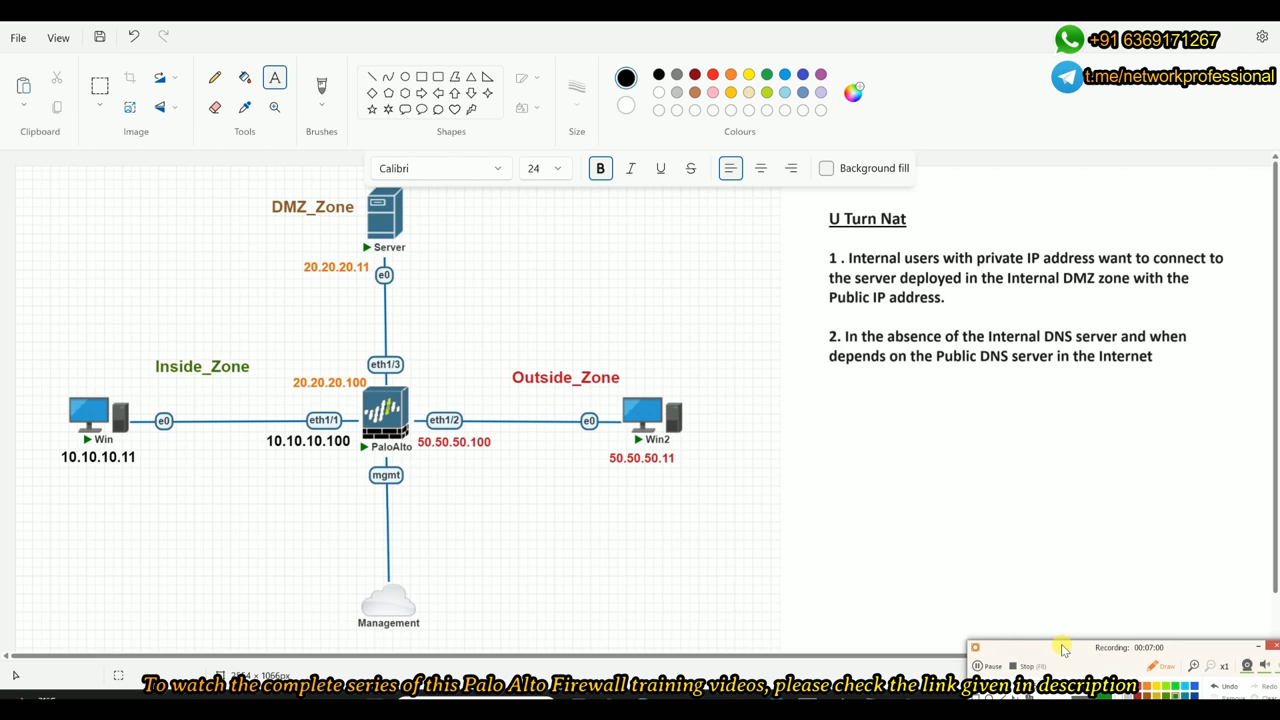 +91 6369171267
t.me/networkprofessional
File
View
A
Clipboard
Image
Tools
Brushes
Shapes
Size
Colours
Calibri
24
B
I
U
S
Background fill
DMZ_Zone
Server
20.20.20.11
e0
eth1/3
Inside_Zone
20.20.20.100
Outside_Zone
e0
eth1/1
eth1/2
e0
Win
10.10.10.100
PaloAlto
50.50.50.100
Win2
10.10.10.11
50.50.50.11
mgmt
Management
U Turn Nat
1 . Internal users with private IP address want to connect to
the server deployed in the Internal DMZ zone with the
Public IP address.
2. In the absence of the Internal DNS server and when
depends on the Public DNS server in the Internet
Recording: 00:07:00
Pause
Stop (F8)
Draw
x1
Undo
Redo
To watch the complete series of this Palo Alto Firewall training videos, please check the link given in description